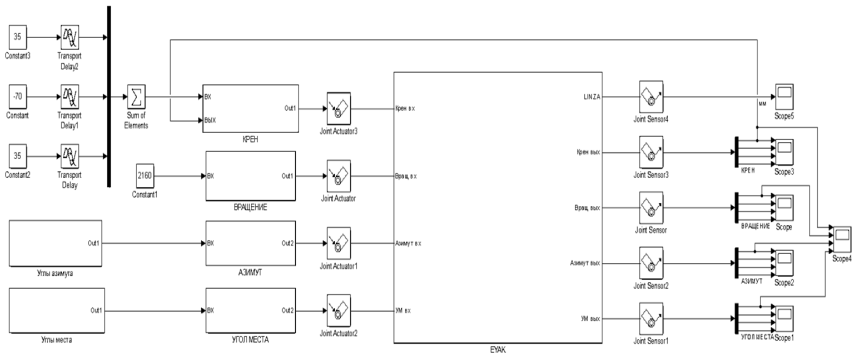 35
Constant3
Transport
Delay2
-70
Constant
Transport
Delay1
35
Constant2
Transport
Delay
Sum of
Elements
ВХ
ВЫХ
Out1
КРЕН
Joint Actuator3
2160
Constant1
ВХ
Out1
ВРАЩЕНИЕ
Joint Actuator
Out1
Углы азимута
ВХ
Out2
АЗИМУТ
Joint Actuator1
Out1
Углы места
ВХ
Out2
УГОЛ МЕСТА
Joint Actuator2
Крен вх
Вращ. вх
Азимут вх
УМ вх
LINZA
Крен вых
Вращ. вых
Азимут вых
УМ вых
EYAK
Joint Sensor4
Joint Sensor3
Joint Sensor
Joint Sensor2
Joint Sensor1
мм
Scope5
КРЕН
Scope3
ВРАЩЕНИЕ
Scope
АЗИМУТ
Scope2
УГОЛ МЕСТА
Scope1
Scope4